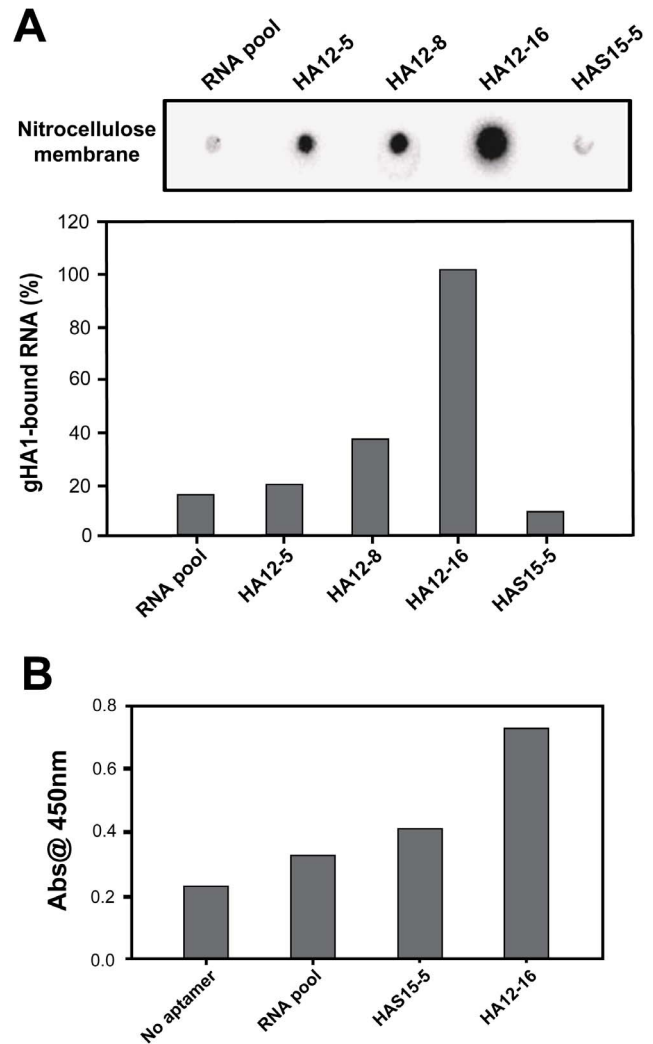 A
RNA pool HA12-5 HA12-8 HA12-16 HAS15-5
Nitrocellulose
membrane
120
100
80
60
40
20
0
gHA1-bound RNA (%)
RNA pool HA12-5 HA12-8 HA12-16 HAS15-5
B
0.8
0.6
0.4
0.2
0.0
Abs@ 450nm
No aptamer RNA pool HAS15-5 HA12-16